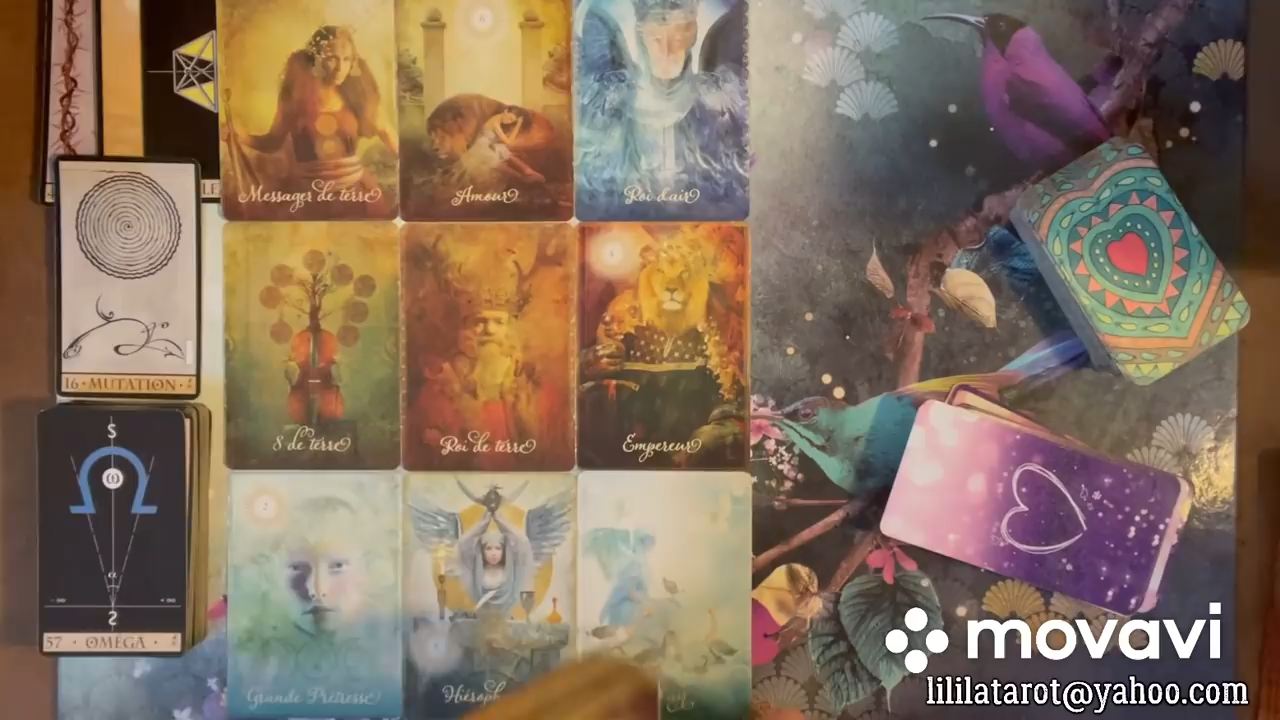 Messager de terre
Amour
Roi d'air
8 de terre
Roi de terre
Empereur
Grande Prêtresse
16 • MUTATION •
57 • OMÉGA •
movavi
lililatarot@yahoo.com